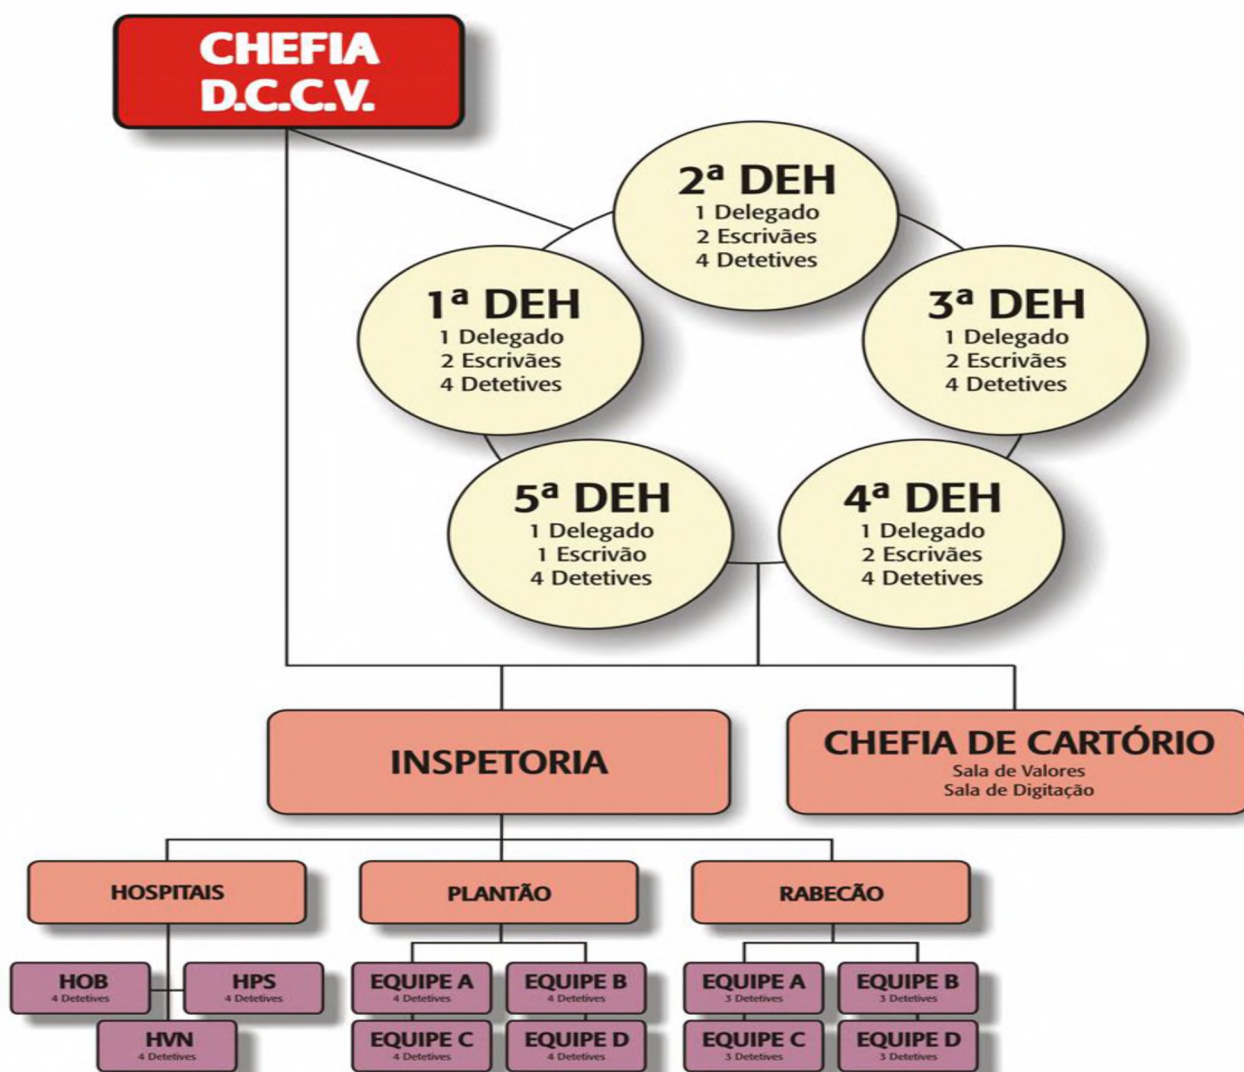 CHEFIA
D.C.C.V.
2ª DEH
1 Delegado
2 Escrivães
4 Detetives
1ª DEH
1 Delegado
2 Escrivães
4 Detetives
3ª DEH
1 Delegado
2 Escrivães
4 Detetives
5ª DEH
1 Delegado
1 Escrivão
4 Detetives
4ª DEH
1 Delegado
2 Escrivães
4 Detetives
INSPETORIA
CHEFIA DE CARTÓRIO
Sala de Valores
Sala de Digitação
HOSPITAIS
PLANTÃO
RABECÃO
HOB
4 Detetives
HPS
4 Detetives
HVN
4 Detetives
EQUIPE A
4 Detetives
EQUIPE B
4 Detetives
EQUIPE C
4 Detetives
EQUIPE D
4 Detetives
EQUIPE A
3 Detetives
EQUIPE B
3 Detetives
EQUIPE C
3 Detetives
EQUIPE D
3 Detetives